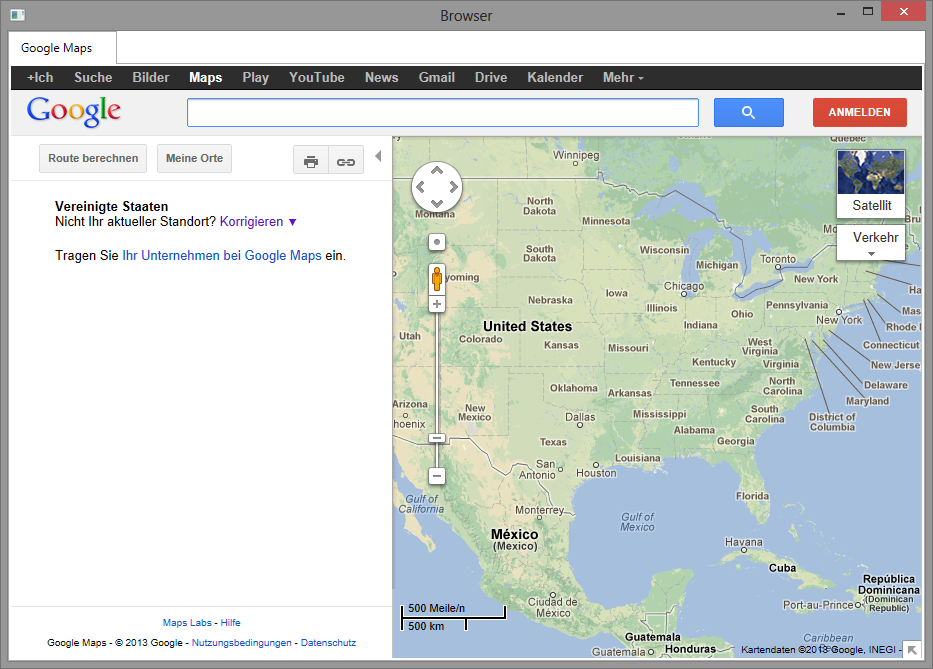 Browser
Google Maps
+Ich Suche Bilder Maps Play YouTube News Gmail Drive Kalender Mehr
Google
ANMELDEN
Route berechnen Meine Orte
Vereinigte Staaten
Nicht Ihr aktueller Standort? Korrigieren ▼
Tragen Sie Ihr Unternehmen bei Google Maps ein.
Maps Labs - Hilfe
Google Maps - © 2013 Google - Nutzungsbedingungen - Datenschutz
Quebec
Winnipeg
Satellit
Montana
North
Dakota
Minnesota
Verkehr
South
Dakota
Wisconsin
Michigan
Toronto
yoming
Chicago
New York
Nebraska
Iowa
Illinois
Pennsylvania
Ohio
New York
Mas
Rhode I
United States
Indiana
Utah
Colorado
Kansas
Missouri
West
Virginia
Connecticut
Kentucky
Virginia
New Jerse
Oklahoma
Tennessee
North
Carolina
Delaware
Arkansas
Maryland
Arizona
hoenix
New
Mexico
Dallas
Mississippi
South
Carolina
District of
Columbia
Alabama
Texas
Georgia
Louisiana
San
Antonio
Houston
Gulf of
California
Florida
Monterrey
Gulf of
Mexico
México
(Mexico)
Havana
Cuba
República
Dominicana
(Dominican
Republic)
Port-au-Prince
Ciudad de
México
500 Meile/n
500 km
Guatemala
Guatemala
Honduras
Caribbean
Kartendaten ©2013 Google, INEGI -